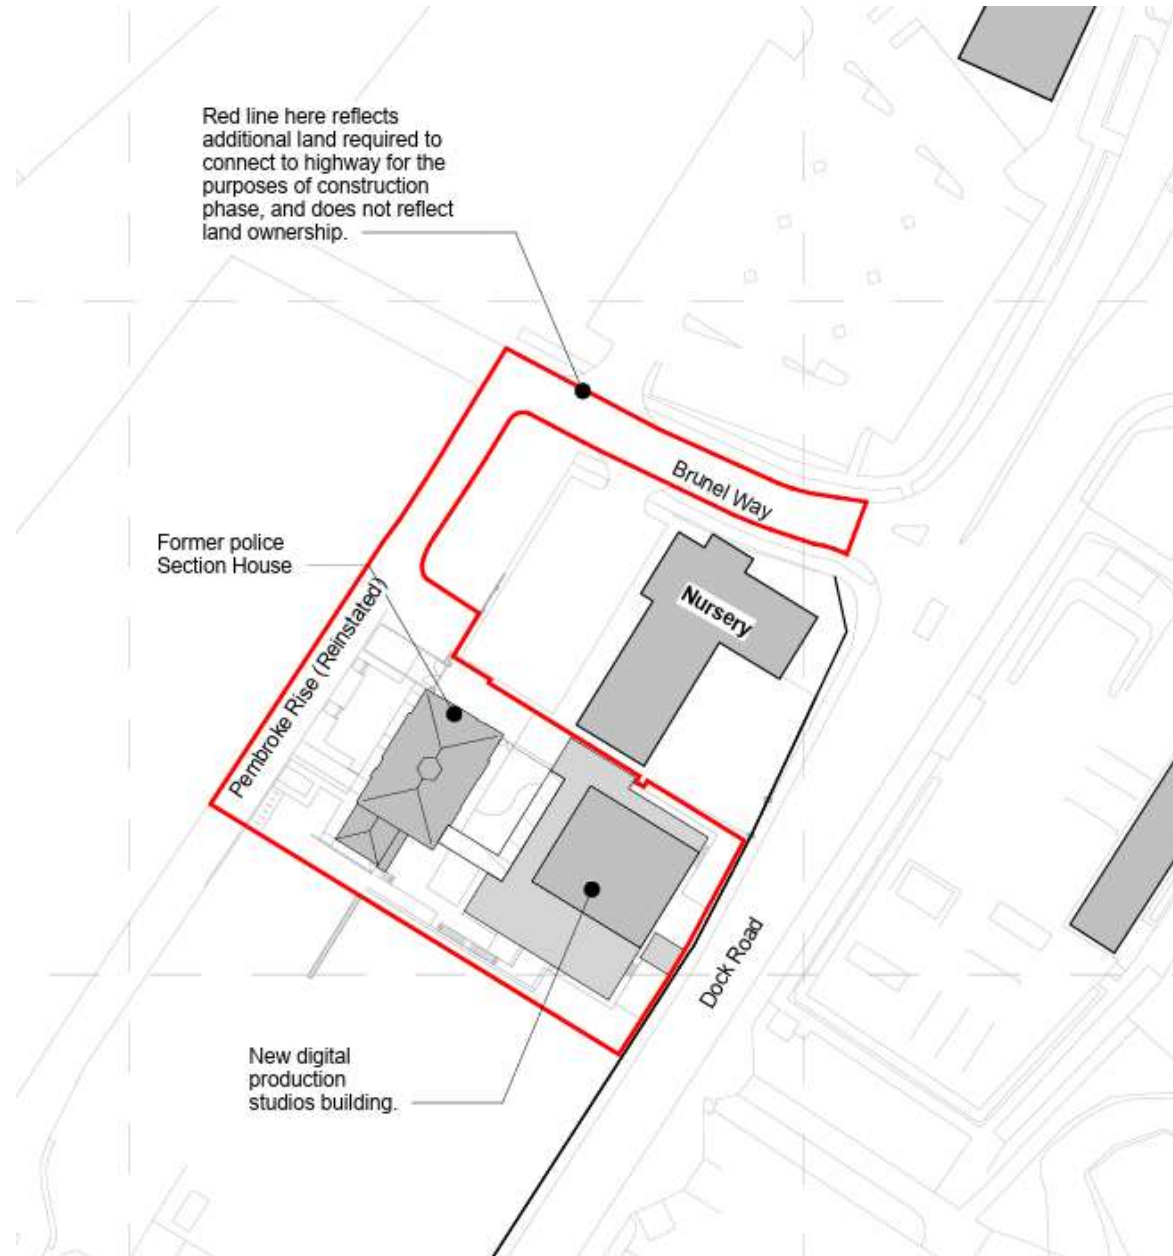 Red line here reflects
additional land required to
connect to highway for the
purposes of construction
phase, and does not reflect
land ownership.
Brunel Way
Former police
Section House
Nursery
Pembroke Rise (Reinstated)
Dock Road
New digital
production
studios building.